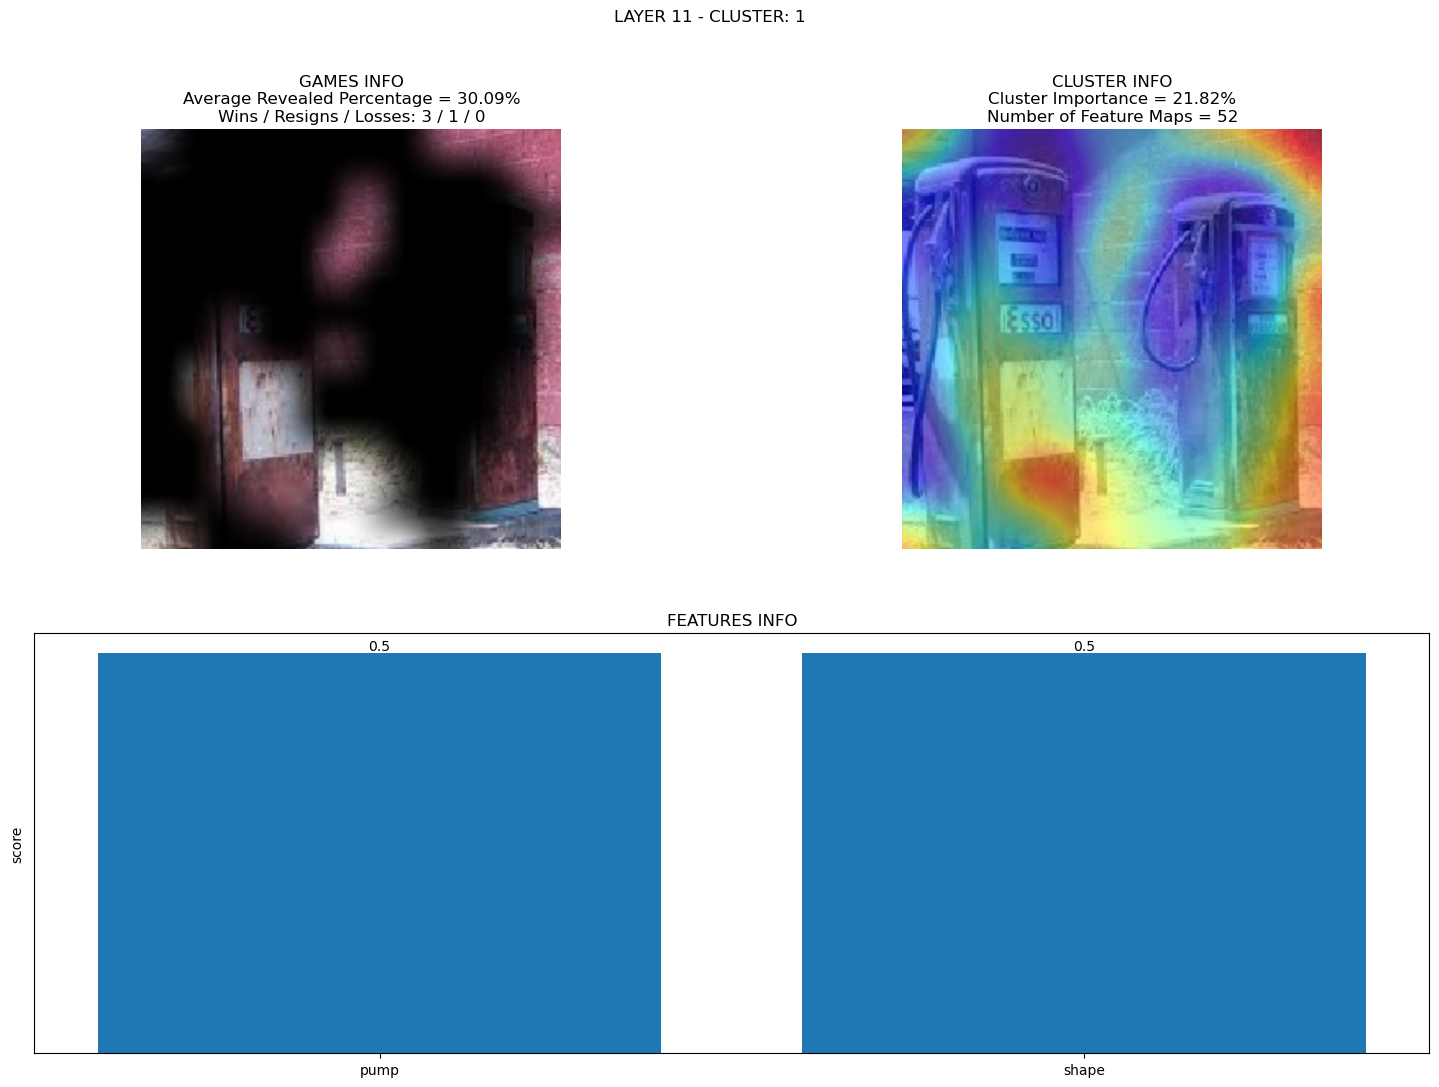 LAYER 11 - CLUSTER: 1
GAMES INFO
Average Revealed Percentage = 30.09%
Wins / Resigns / Losses: 3 / 1 / 0
CLUSTER INFO
Cluster Importance = 21.82%
Number of Feature Maps = 52
ESSO
FEATURES INFO
score
0.5
0.5
pump
shape